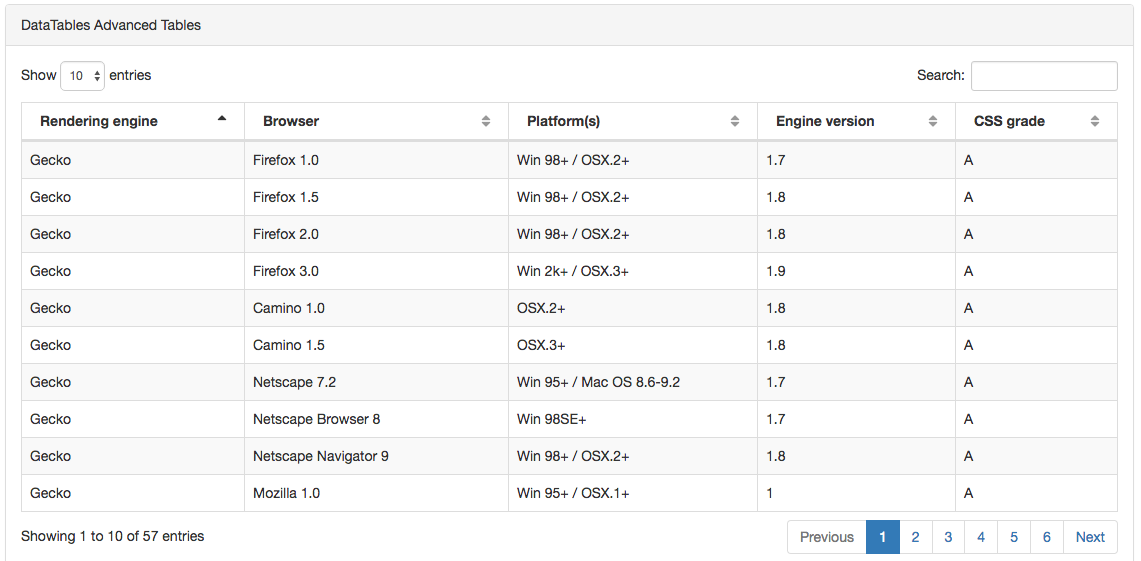 DataTables Advanced Tables
Show 10 entries Search:
Rendering engine Browser Platform(s) Engine version CSS grade
Gecko Firefox 1.0 Win 98+ / OSX.2+ 1.7 A
Gecko Firefox 1.5 Win 98+ / OSX.2+ 1.8 A
Gecko Firefox 2.0 Win 98+ / OSX.2+ 1.8 A
Gecko Firefox 3.0 Win 2k+ / OSX.3+ 1.9 A
Gecko Camino 1.0 OSX.2+ 1.8 A
Gecko Camino 1.5 OSX.3+ 1.8 A
Gecko Netscape 7.2 Win 95+ / Mac OS 8.6-9.2 1.7 A
Gecko Netscape Browser 8 Win 98SE+ 1.7 A
Gecko Netscape Navigator 9 Win 98+ / OSX.2+ 1.8 A
Gecko Mozilla 1.0 Win 95+ / OSX.1+ 1 A
Showing 1 to 10 of 57 entries Previous 1 2 3 4 5 6 Next